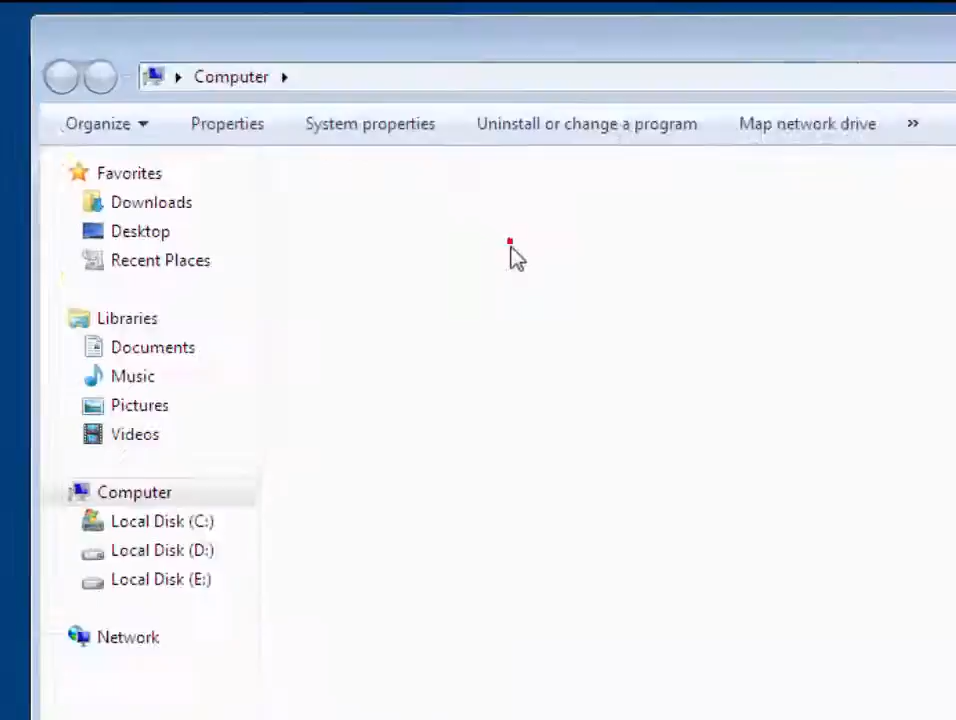 Computer
Organize Properties System properties Uninstall or change a program Map network drive »
Favorites
Downloads
Desktop
Recent Places
Libraries
Documents
Music
Pictures
Videos
Computer
Local Disk (C:)
Local Disk (D:)
Local Disk (E:)
Network